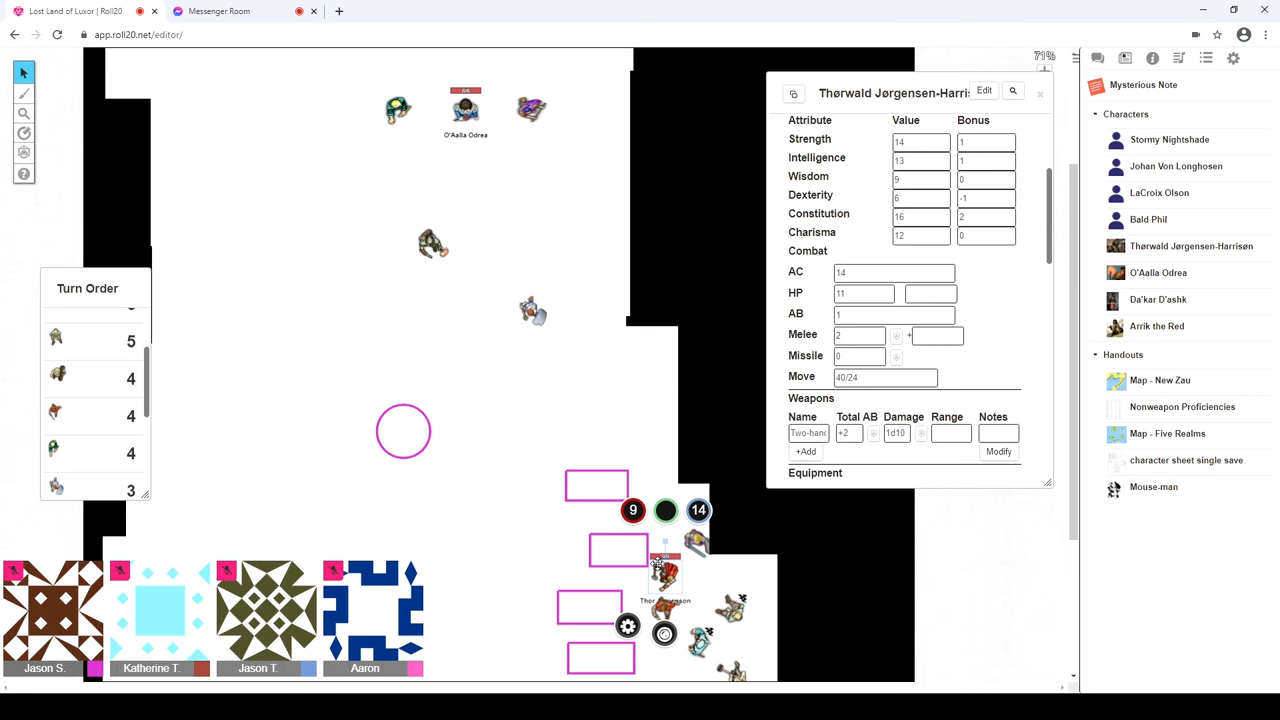 Lost Land of Luxor | Roll20
Messenger Room
app.roll20.net/editor/
71%
O'Aalla Odrea
Turn Order
5
4
4
4
3
9
14
Jason S.
Katherine T.
Jason T.
Aaron
Thørwald Jørgensen-Harri
Edit
Attribute Value Bonus
Strength 14 1
Intelligence 13 1
Wisdom 9 0
Dexterity 6 -1
Constitution 16 2
Charisma 12 0
Combat
AC 14
HP 11
AB 1
Melee 2 +
Missile 0
Move 40/24
Weapons
Name Total AB Damage Range Notes
Two-hand +2 1d10
+Add Modify
Equipment
Mysterious Note
Characters
Stormy Nightshade
Johan Von Longhosen
LaCroix Olson
Bald Phil
Thørwald Jørgensen-Harrisøn
O'Aalla Odrea
Da'kar D'ashk
Arrik the Red
Handouts
Map - New Zau
Nonweapon Proficiencies
Map - Five Realms
character sheet single save
Mouse-man